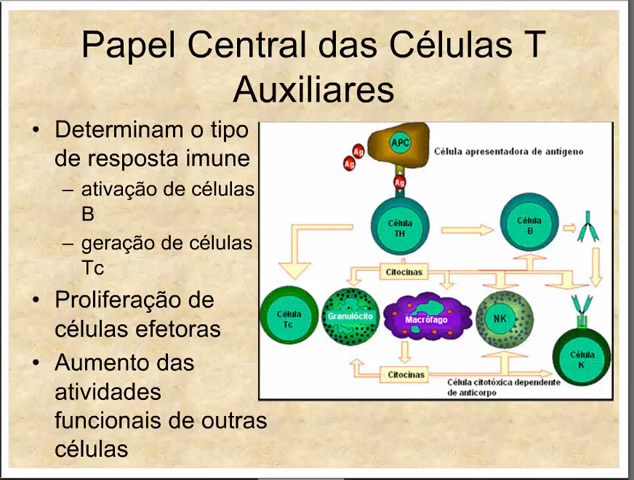 Papel Central das Células T
Auxiliares
• Determinam o tipo
de resposta imune
– ativação de células
B
– geração de células
Tc
• Proliferação de
células efetoras
• Aumento das
atividades
funcionais de outras
células
APC
Célula apresentadora de antígeno
Ag
Ag
Ag
Célula
TH
Célula
B
Citocinas
Célula
Tc
Granulócito
Macrófago
NK
Célula
K
Citocinas
Célula citotóxica dependente
de anticorpo